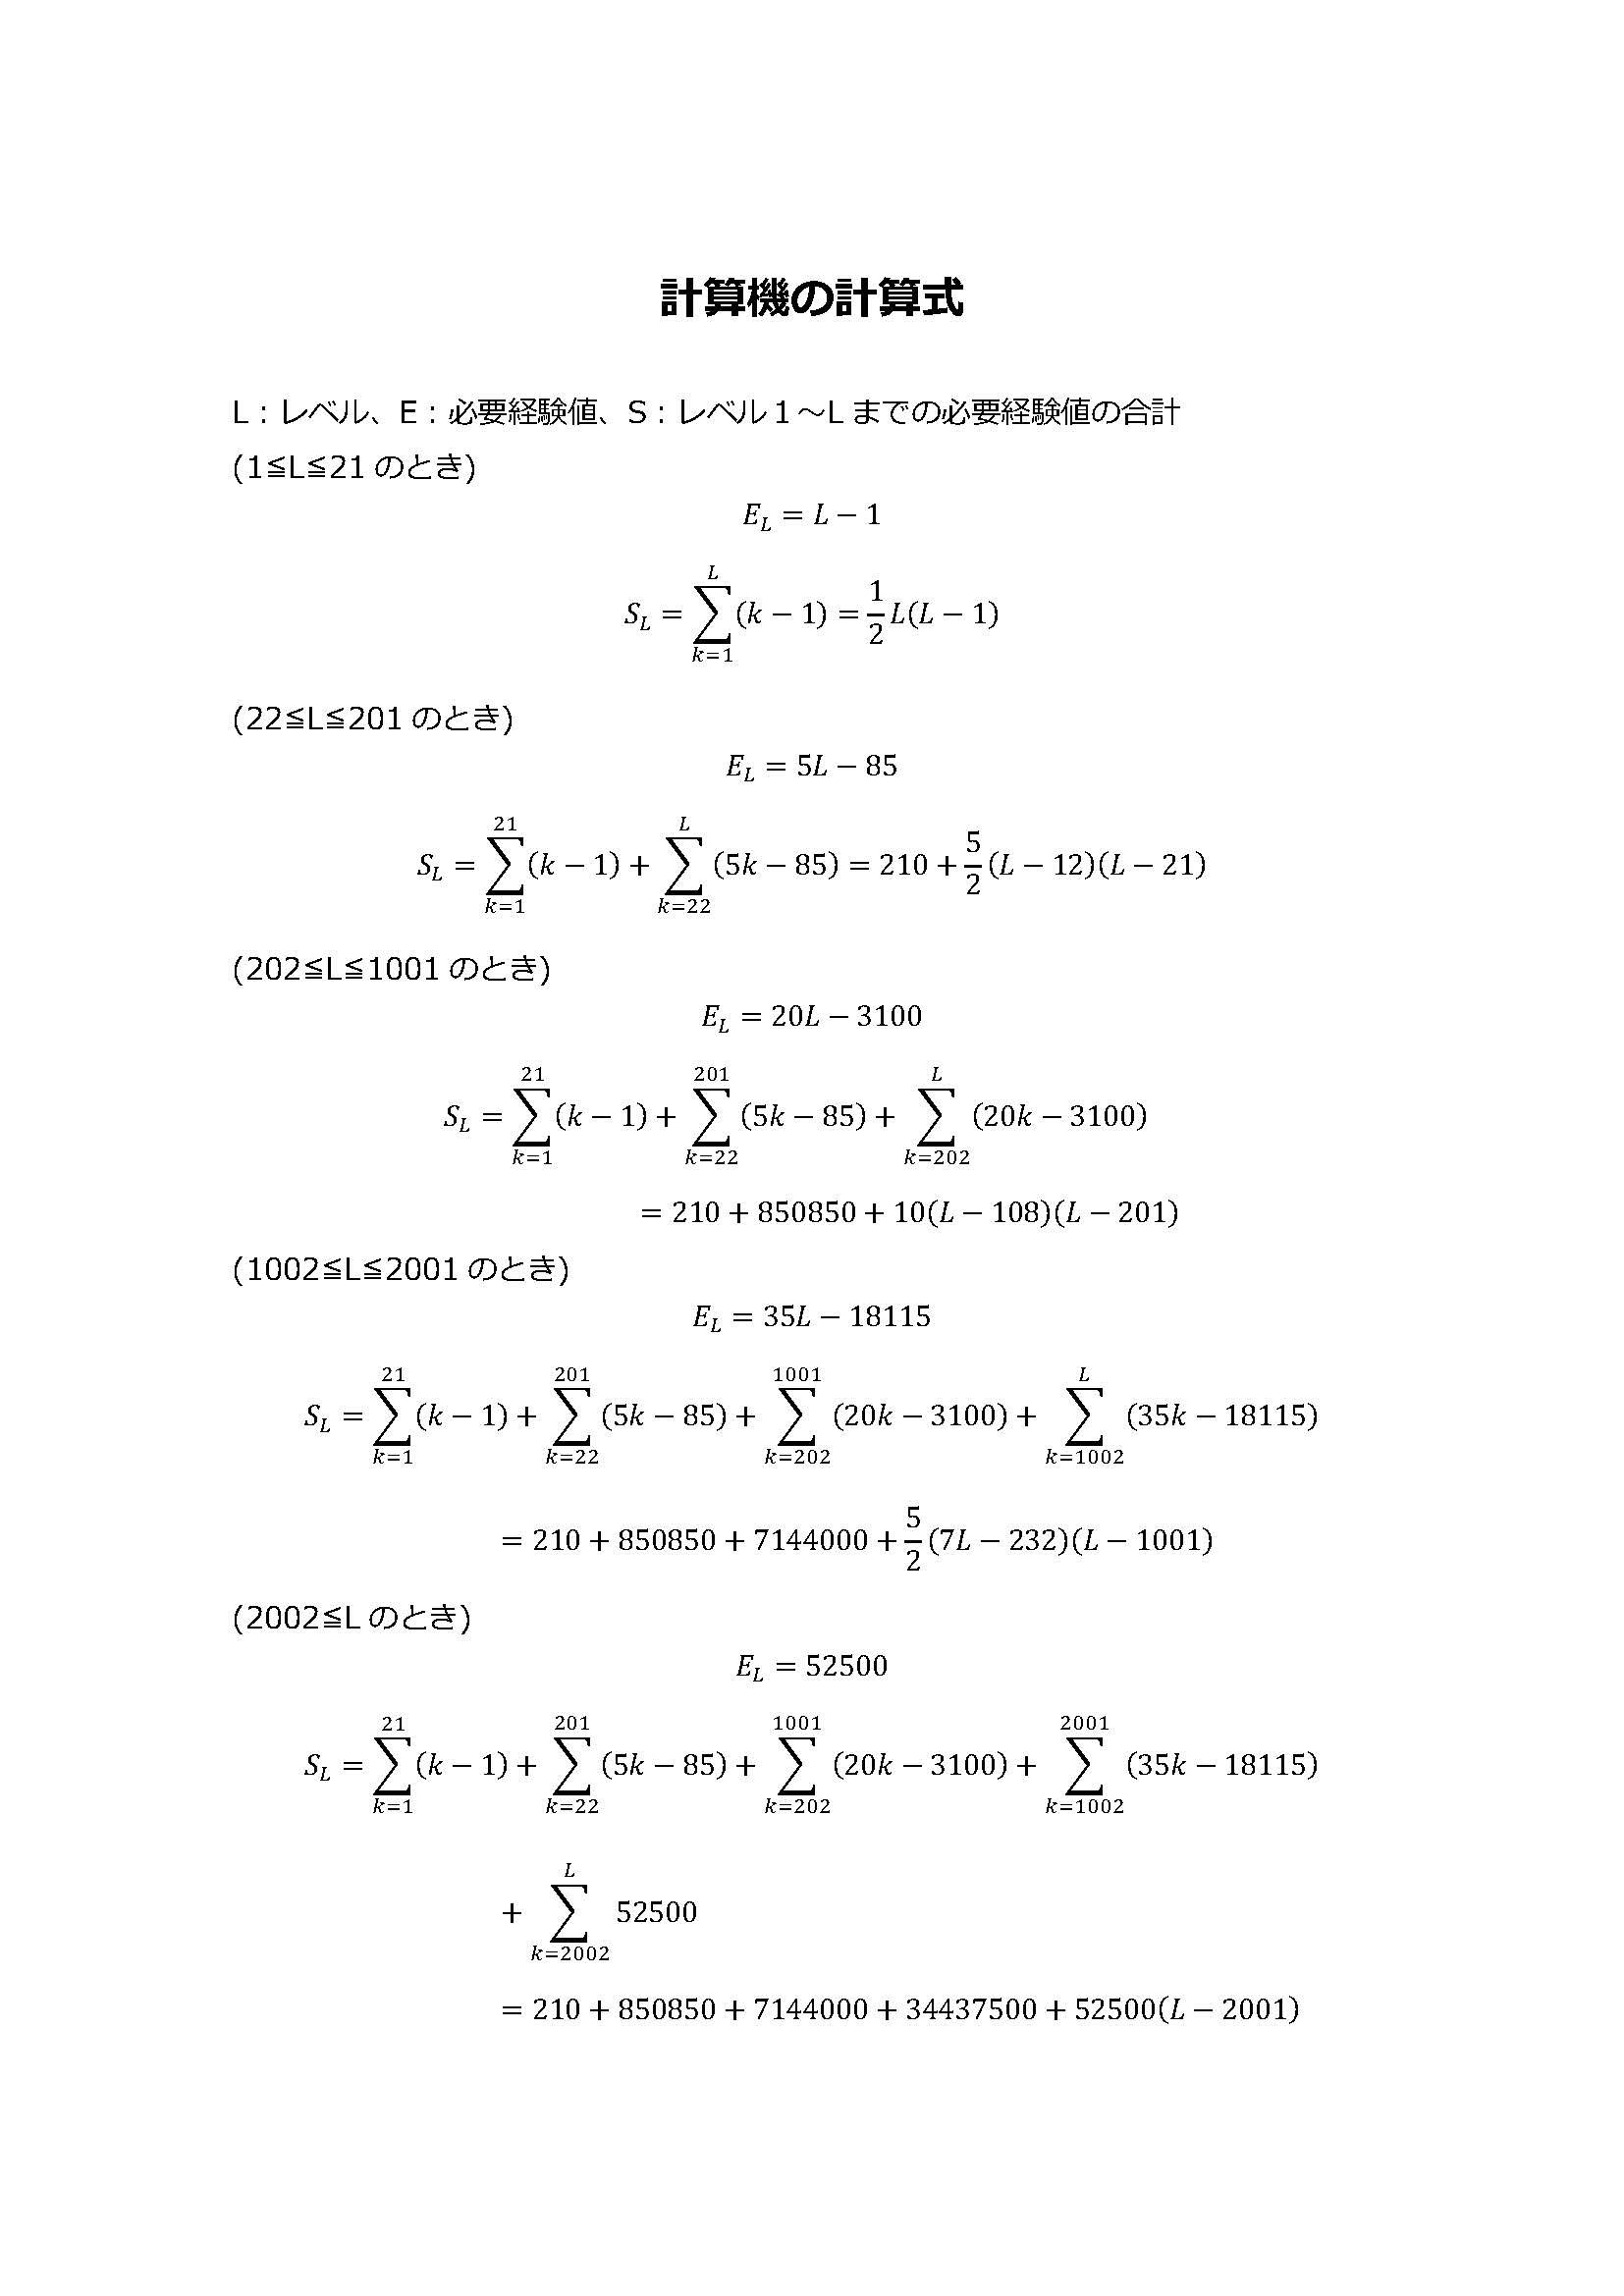 計算機の計算式
L：レベル、E：必要経験値、S：レベル１～L までの必要経験値の合計
(1≦L≦21 のとき)
$E_L = L - 1$
$S_L = \sum_{k=1}^{L}(k-1) = \frac{1}{2}L(L-1)$
(22≦L≦201 のとき)
$E_L = 5L - 85$
$S_L = \sum_{k=1}^{21}(k-1) + \sum_{k=22}^{L}(5k-85) = 210 + \frac{5}{2}(L-12)(L-21)$
(202≦L≦1001 のとき)
$E_L = 20L - 3100$
$S_L = \sum_{k=1}^{21}(k-1) + \sum_{k=22}^{201}(5k-85) + \sum_{k=202}^{L}(20k-3100)$
$= 210 + 850850 + 10(L-108)(L-201)$
(1002≦L≦2001 のとき)
$E_L = 35L - 18115$
$S_L = \sum_{k=1}^{21}(k-1) + \sum_{k=22}^{201}(5k-85) + \sum_{k=202}^{1001}(20k-3100) + \sum_{k=1002}^{L}(35k-18115)$
$= 210 + 850850 + 7144000 + \frac{5}{2}(7L-232)(L-1001)$
(2002≦L のとき)
$E_L = 52500$
$S_L = \sum_{k=1}^{21}(k-1) + \sum_{k=22}^{201}(5k-85) + \sum_{k=202}^{1001}(20k-3100) + \sum_{k=1002}^{2001}(35k-18115)$
$+ \sum_{k=2002}^{L}52500$
$= 210 + 850850 + 7144000 + 34437500 + 52500(L-2001)$